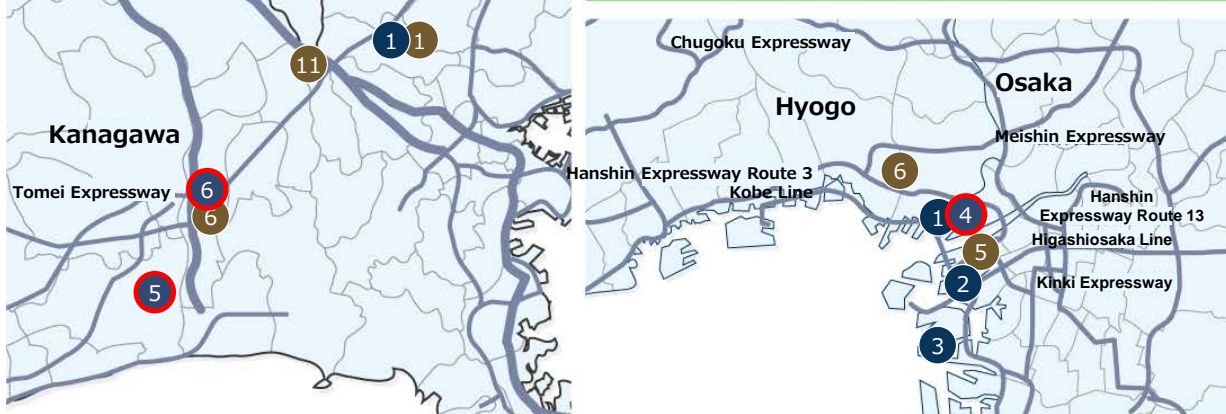 1
1
11
Kanagawa
Tomei Expressway
6
6
5
Chugoku Expressway
Osaka
Hyogo
Meishin Expressway
Hanshin Expressway Route 3
Kobe Line
6
Hanshin
Expressway Route 13
1
4
Higashiosaka Line
5
Kinki Expressway
2
3